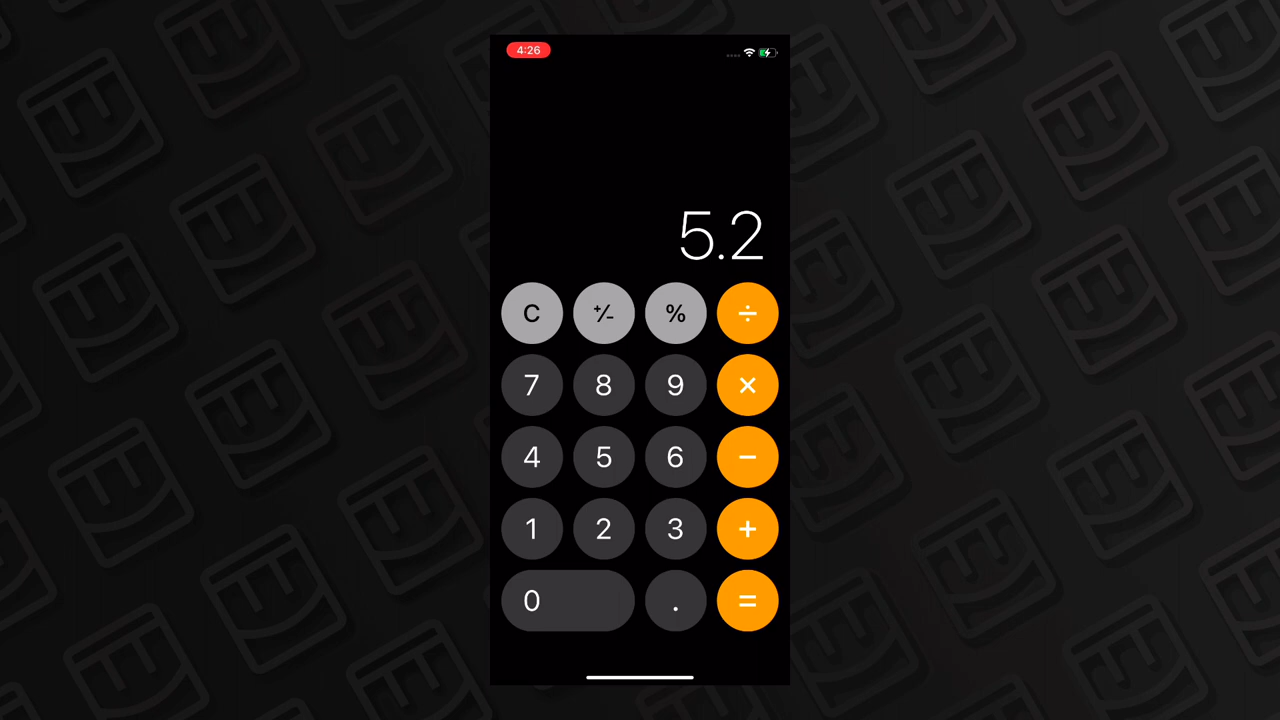 4:26
5.2
C +/- % ÷
7 8 9 ×
4 5 6 −
1 2 3 +
0 . =